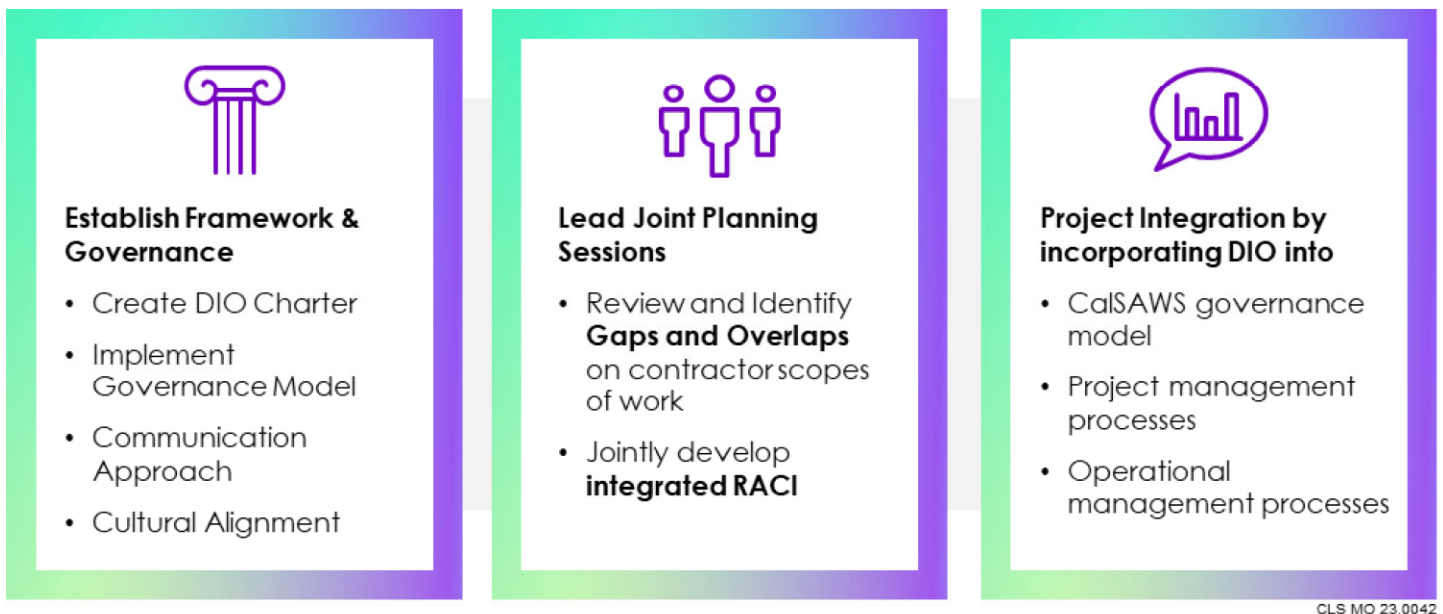 Establish Framework &
Governance
• Create DIO Charter
• Implement
Governance Model
• Communication
Approach
• Cultural Alignment
Lead Joint Planning
Sessions
• Review and Identify
Gaps and Overlaps
on contractor scopes
of work
• Jointly develop
integrated RACI
Project Integration by
incorporating DIO into
• CalSAWS governance
model
• Project management
processes
• Operational
management processes
CLS MO 23.0042